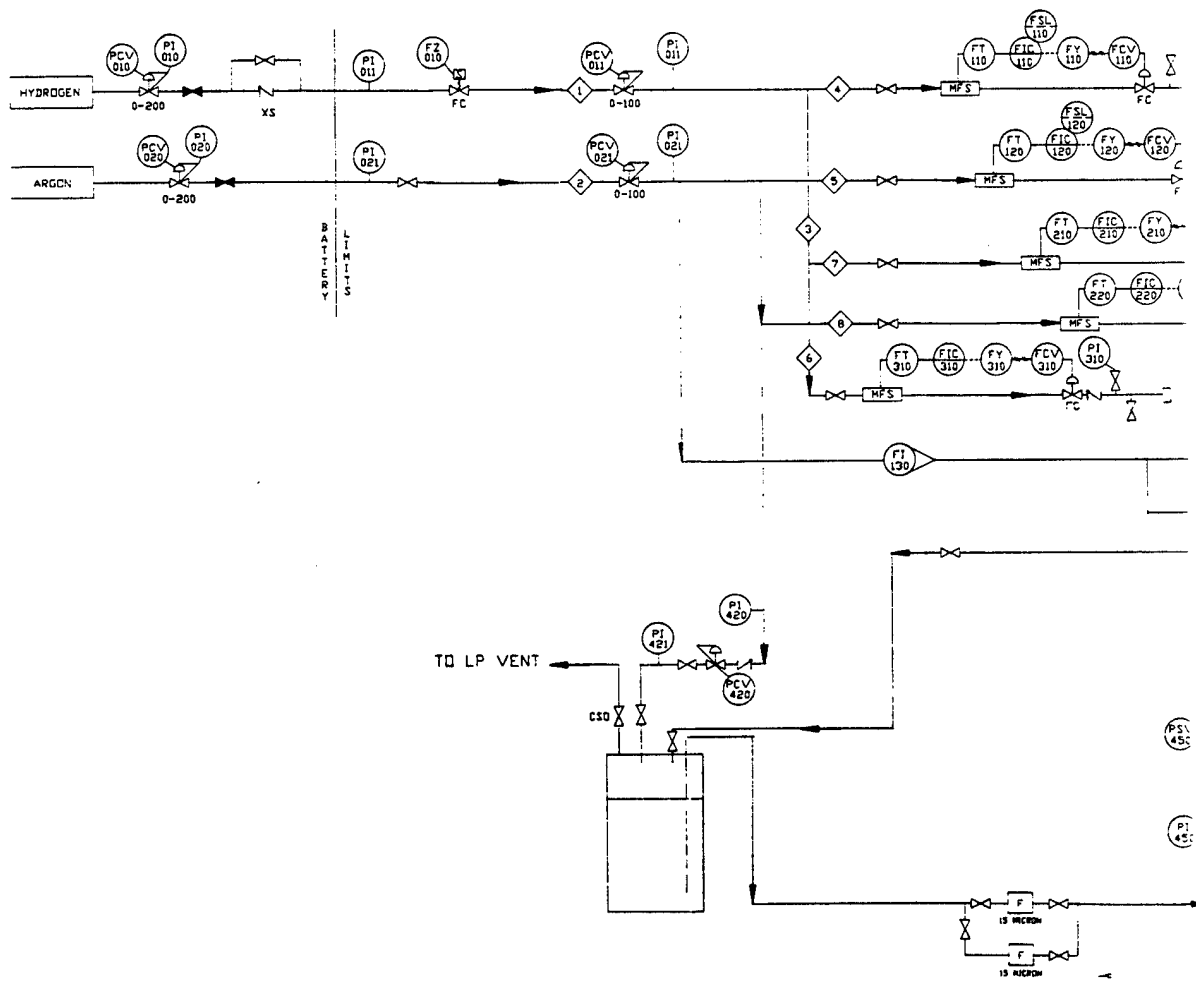 HYDROGEN
PCV 010
PI 010
0-200
XS
PI 011
FZ 010
S
FC
1
PCV 011
0-100
PI 011
4
MFS
FT 110
FIC 110
FSL 110
FY 110
FCV 110
FC
ARGON
PCV 020
PI 020
0-200
PI 021
2
PCV 021
0-100
PI 021
5
MFS
FT 120
FIC 120
FSL 120
FY 120
FCV 120
F
BATTERY
LIMITS
3
7
MFS
FT 210
FIC 210
FY 210
8
MFS
FT 220
FIC 220
6
MFS
FT 310
FIC 310
FY 310
FCV 310
FC
PI 310
FI 130
TO LP VENT
PI 421
PI 420
PCV 420
CSO
PSV 450
PI 450
F
15 MICRON
F
15 MICRON